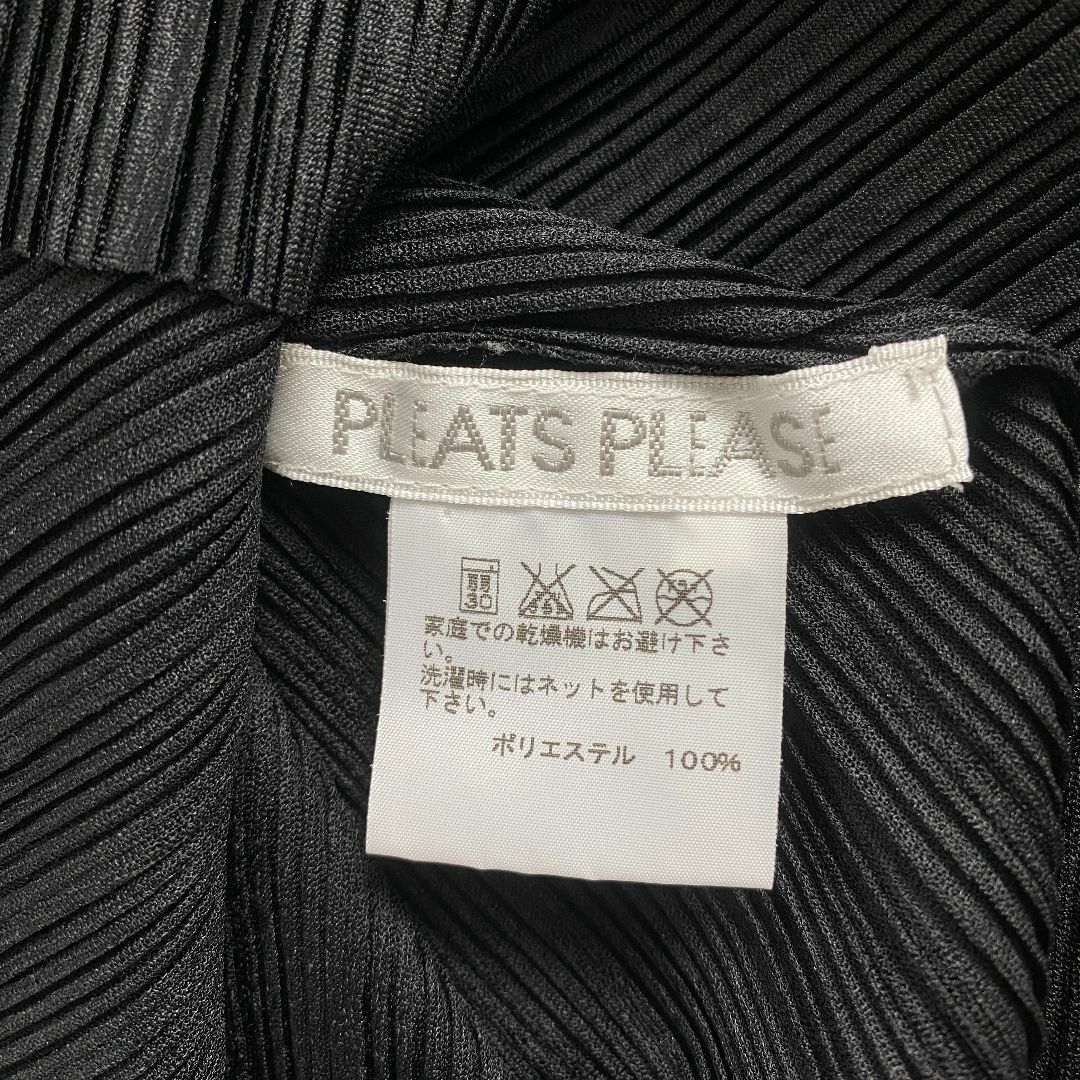 PLEATS PLEASE
弱
30
家庭での乾燥機はお避け下さ
い。
洗濯時にはネットを使用して
下さい。
ポリエステル 100%